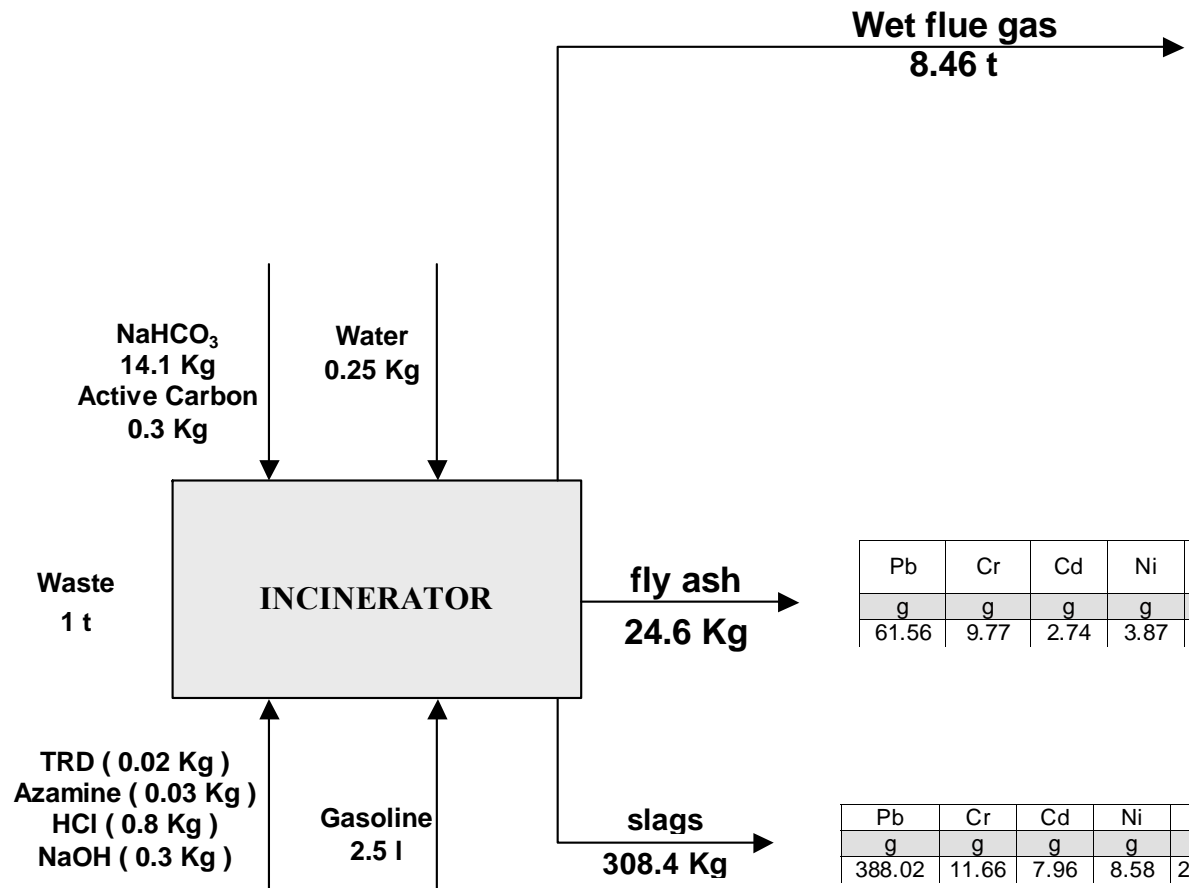 Wet flue gas
8.46 t
NaHCO₃
14.1 Kg
Active Carbon
0.3 Kg
Water
0.25 Kg
Waste
1 t
INCINERATOR
fly ash
24.6 Kg
Pb Cr Cd Ni
g g g g
61.56 9.77 2.74 3.87
TRD ( 0.02 Kg )
Azamine ( 0.03 Kg )
HCl ( 0.8 Kg )
NaOH ( 0.3 Kg )
Gasoline
2.5 l
slags
308.4 Kg
Pb Cr Cd Ni
g g g g
388.02 11.66 7.96 8.58